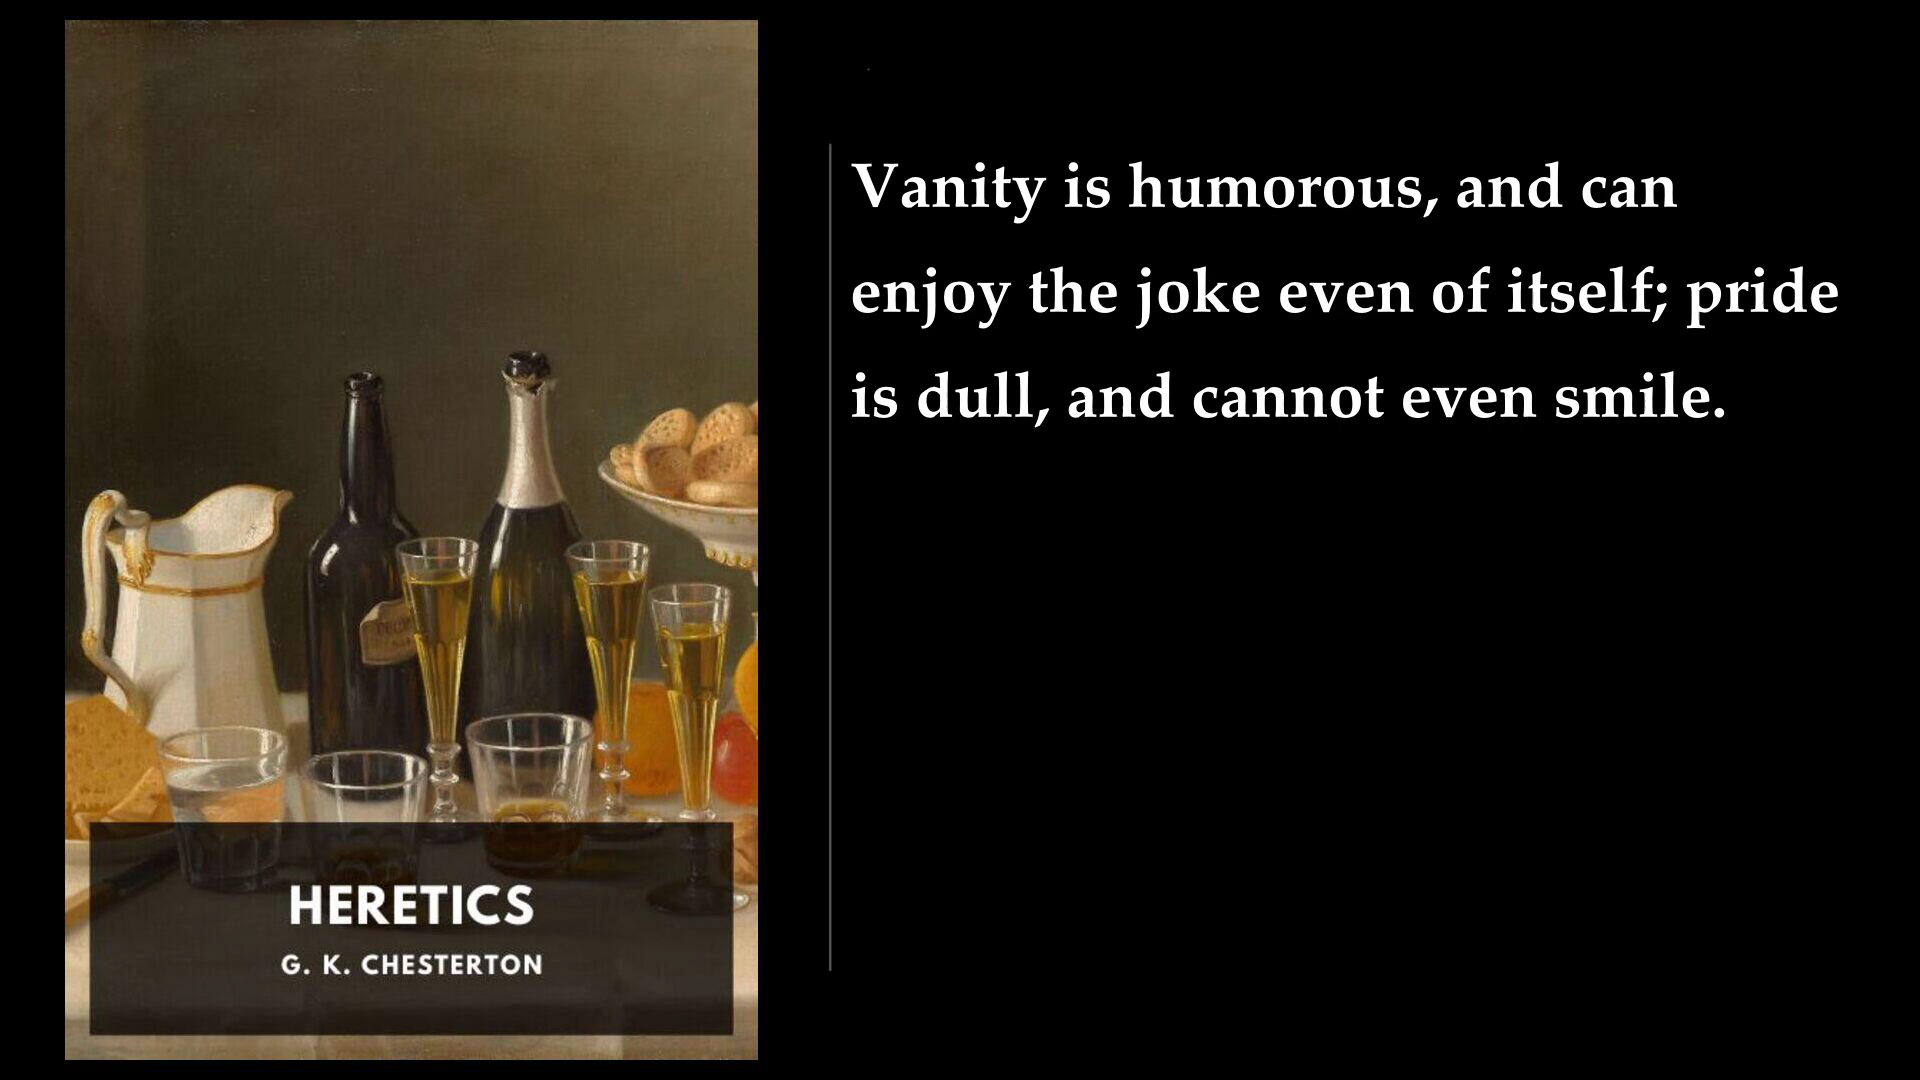 Vanity is humorous, and can
enjoy the joke even of itself; pride
is dull, and cannot even smile.
HERETICS
G. K. CHESTERTON